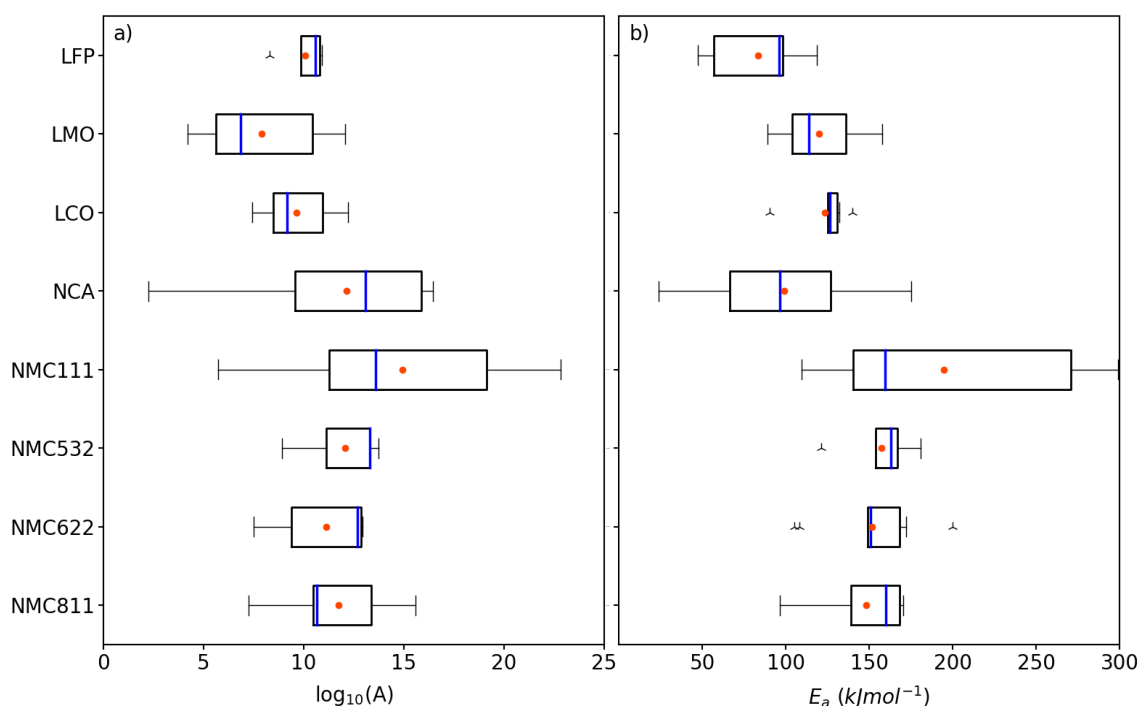 a)
b)
LFP
LMO
LCO
NCA
NMC111
NMC532
NMC622
NMC811
0 5 10 15 20 25
50 100 150 200 250 300
log₁₀(A)
Eₐ (kJmol⁻¹)